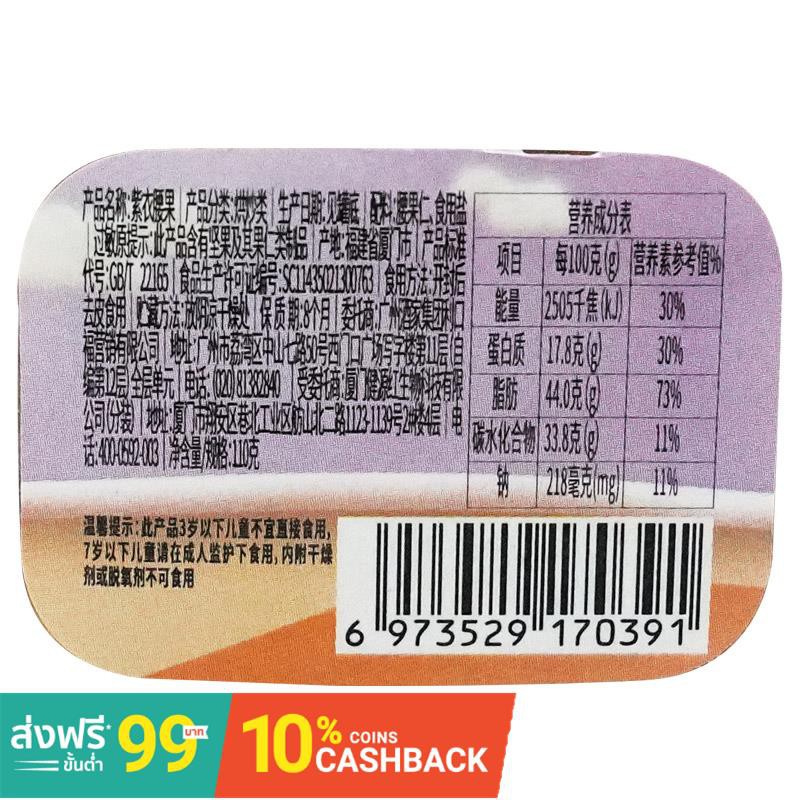 产品名称:紫衣腰果 | 产品分类:烘炒类 | 生产日期:见罐底 配料:腰果仁、食用盐
过敏原提示:此产品含有坚果及其果仁类制品 产地:福建省厦门市 | 产品标准
代号:GB/T 22165 | 食品生产许可证编号:SC11435021300763 食用方法:开封后
去皮食用 | 贮藏方法:放阴凉干燥处 保质期:8个月 | 委托商:广州酒家集团利口
福营销有限公司 | 地址:广州市荔湾区中山七路50号西门口广场写字楼第11层(自
编第12层)全层单元 | 电话:(020)81382840 受委托商:厦门健源红生物科技有限
公司(分装) | 地址:厦门市翔安区巷北工业区舫山北二路1123-1139号2#楼4层 | 电
话:400-0592-003 | 净含量/规格:110克
营养成分表
项目 每100克(g) 营养素参考值%
能量 2505千焦(kJ) 30%
蛋白质 17.8克(g) 30%
脂肪 44.0克(g) 73%
碳水化合物 33.8克(g) 11%
钠 218毫克(mg) 11%
温馨提示:此产品3岁以下儿童不宜直接食用,
7岁以下儿童请在成人监护下食用,内附干燥
剂或脱氧剂不可食用
6 973529 170391
ส่งฟรี*
ขั้นต่ำ
99 บาท
10% COINS
CASHBACK